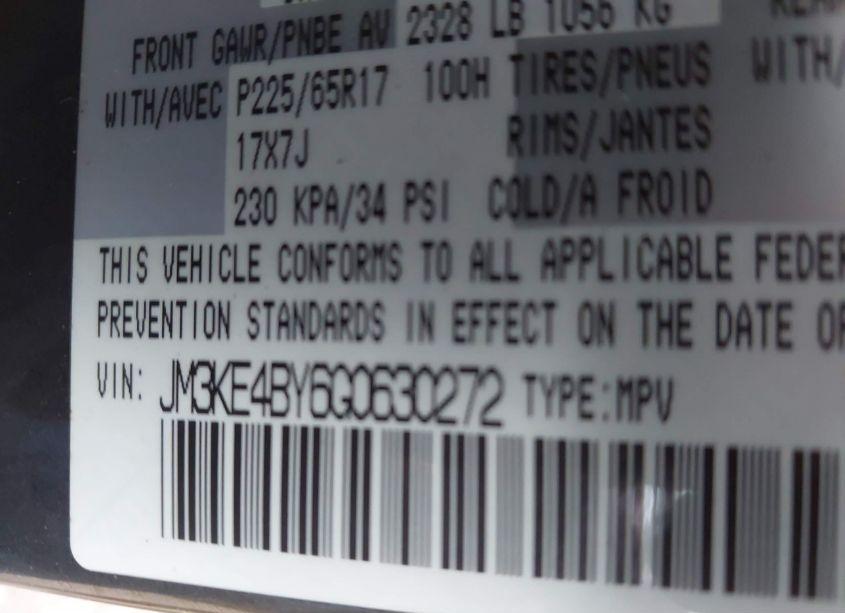 FRONT GAWR/PNBE AV 2328 LB 1056 KG
WITH/AVEC P225/65R17 100H TIRES/PNEUS WITH/
17X7J RIMS/JANTES
230 KPA/34 PSI COLD/A FROID
THIS VEHICLE CONFORMS TO ALL APPLICABLE FEDER
PREVENTION STANDARDS IN EFFECT ON THE DATE OF
VIN: JM3KE4BY6G0630272 TYPE:MPV